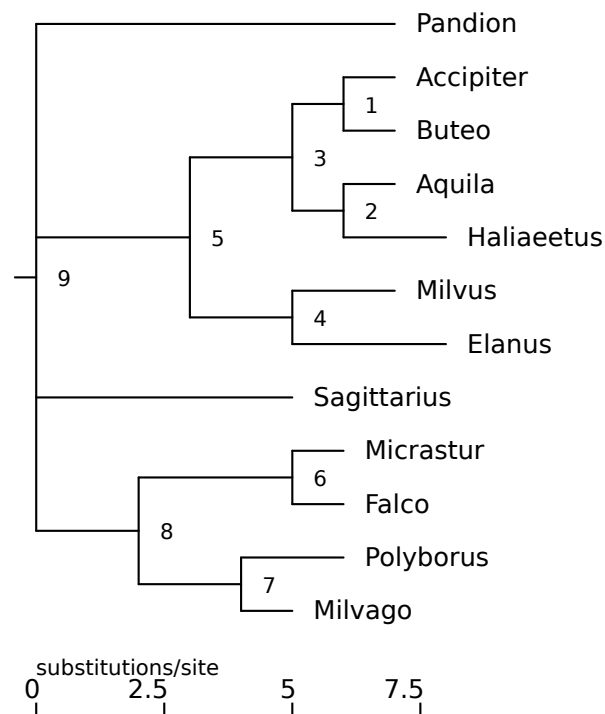 Pandion
Accipiter
1
Buteo
3
Aquila
2
Haliaeetus
5
9
Milvus
4
Elanus
Sagittarius
Micrastur
6
Falco
8
Polyborus
7
Milvago
substitutions/site
0 2.5 5 7.5